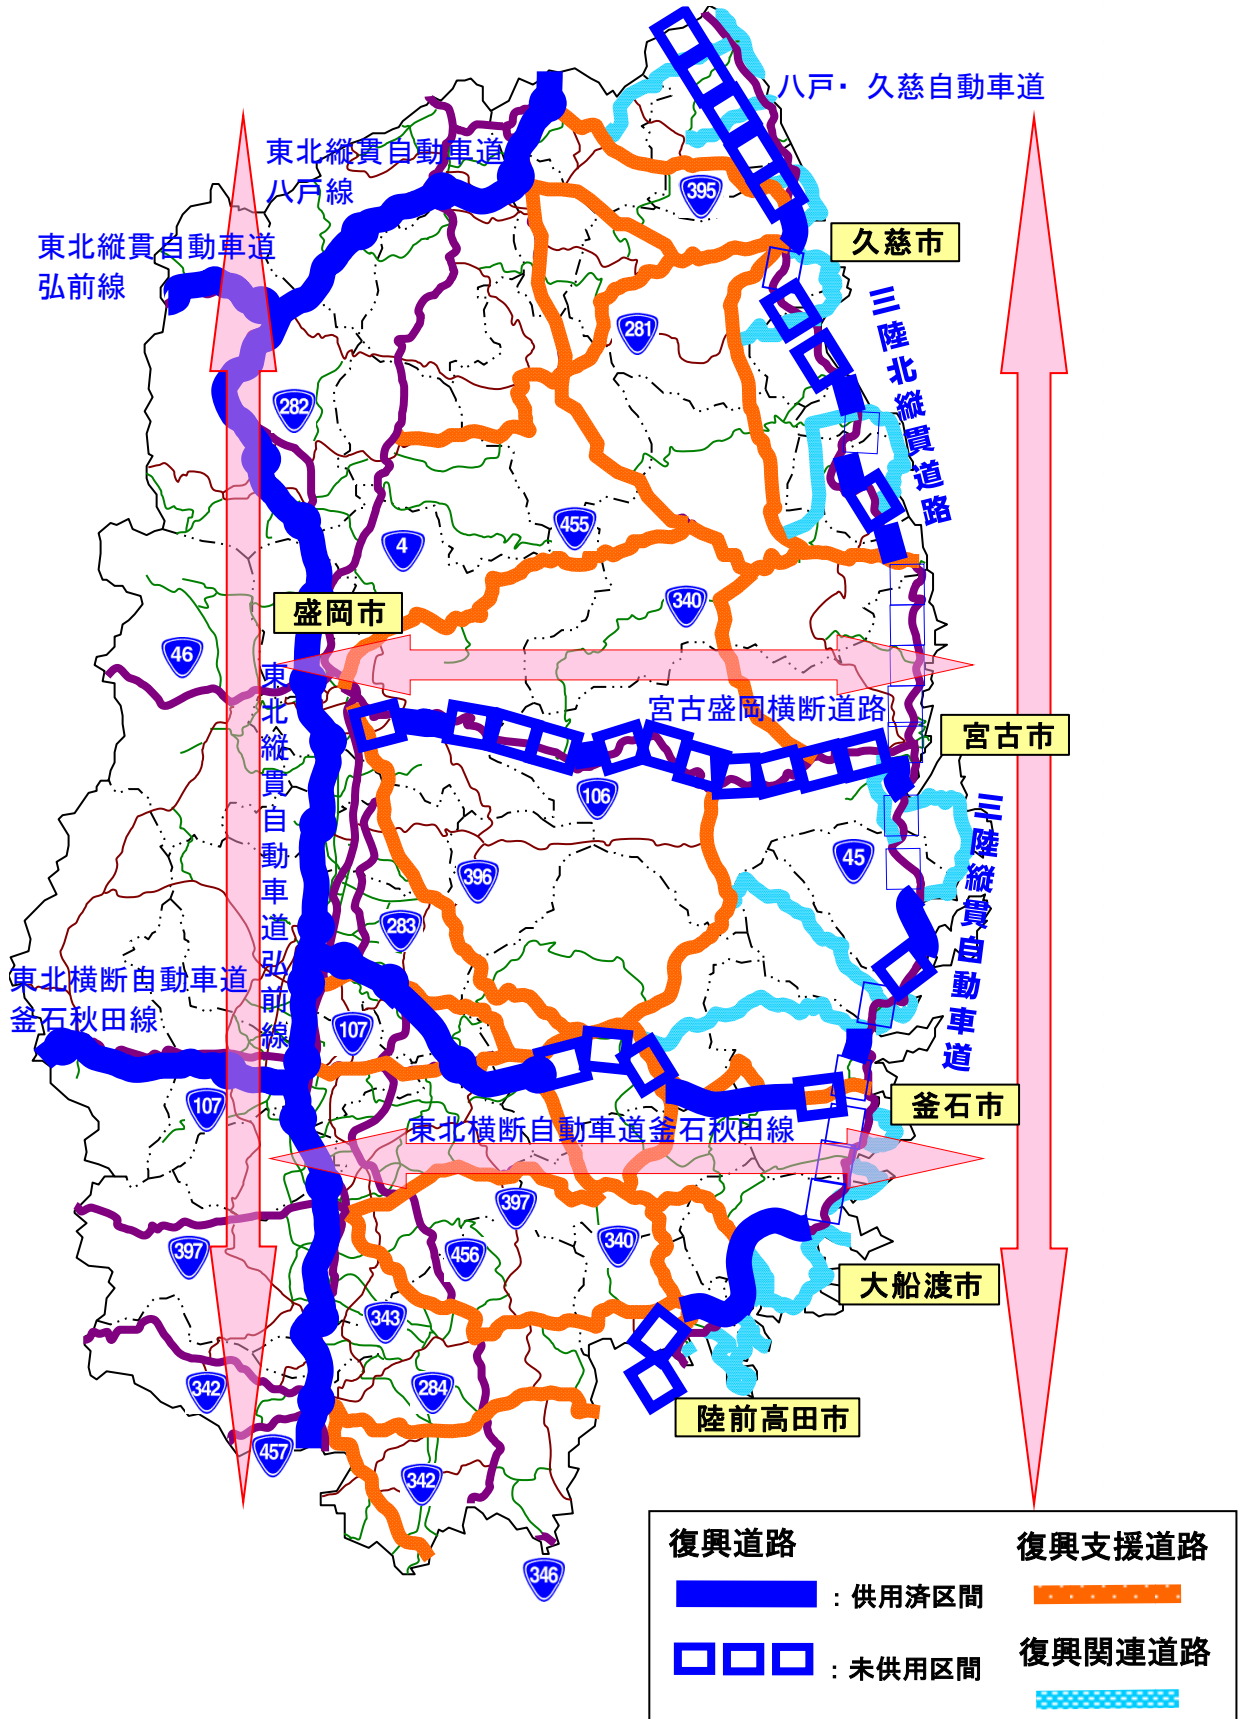 八戸・久慈自動車道
東北縦貫自動車道
八戸線
395
久慈市
東北縦貫自動車道
弘前線
三陸北縦貫道路
281
282
455
4
盛岡市
340
46
東北縦貫自動車道弘前線
宮古盛岡横断道路
宮古市
106
三陸縦貫自動車道
45
396
283
東北横断自動車道
釜石秋田線
107
107
釜石市
東北横断自動車道釜石秋田線
397
340
397
456
大船渡市
343
342
284
陸前高田市
457
342
346
復興道路
:供用済区間
:未供用区間
復興支援道路
復興関連道路